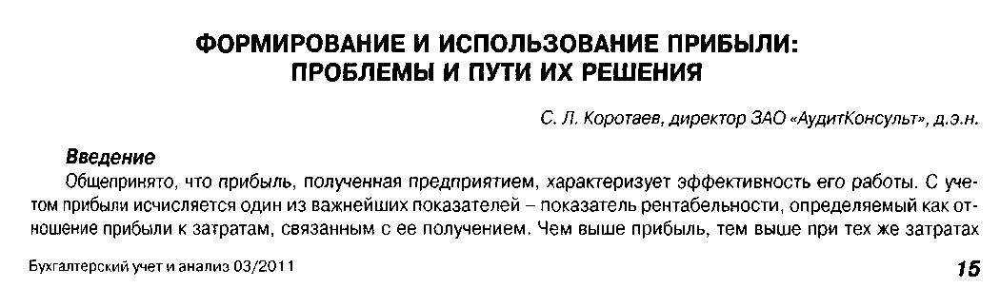 ФОРМИРОВАНИЕ И ИСПОЛЬЗОВАНИЕ ПРИБЫЛИ:
ПРОБЛЕМЫ И ПУТИ ИХ РЕШЕНИЯ
С. Л. Коротаев, директор ЗАО «АудитКонсульт», д.э.н.
Введение
Общепринято, что прибыль, полученная предприятием, характеризует эффективность его работы. С уче-
том прибыли исчисляется один из важнейших показателей – показатель рентабельности, определяемый как от-
ношение прибыли к затратам, связанным с ее получением. Чем выше прибыль, тем выше при тех же затратах
Бухгалтерский учет и анализ 03/2011 15